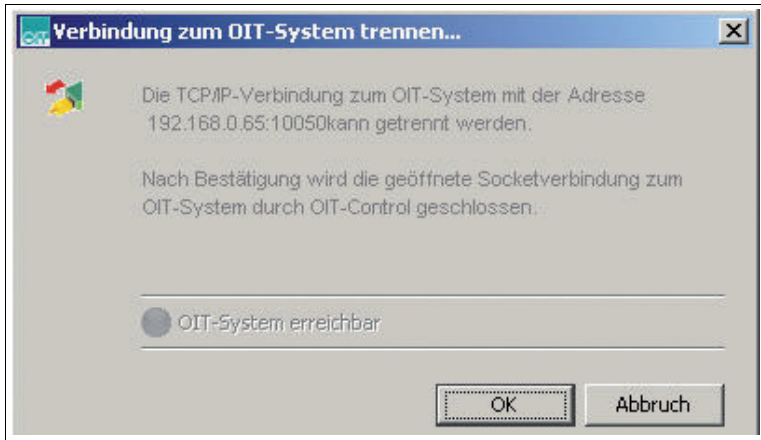 OIT
Verbindung zum OIT-System trennen...
Die TCP/IP-Verbindung zum OIT-System mit der Adresse
192.168.0.65:10050kann getrennt werden.
Nach Bestätigung wird die geöffnete Socketverbindung zum
OIT-System durch OIT-Control geschlossen.
OIT-System erreichbar
OK
Abbruch